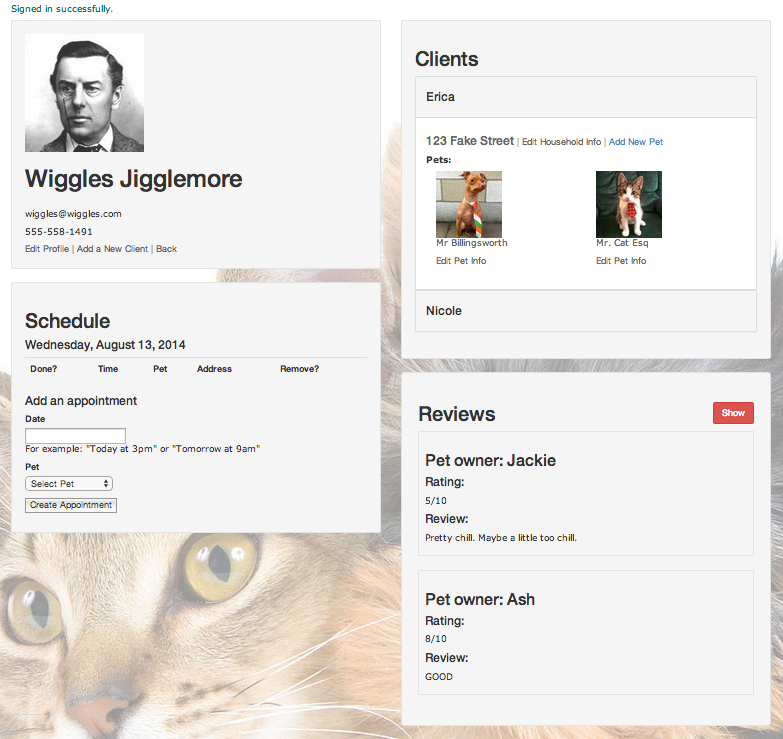 Signed in successfully.
Wiggles Jigglemore
wiggles@wiggles.com
555-558-1491
Edit Profile | Add a New Client | Back
Schedule
Wednesday, August 13, 2014
Done? Time Pet Address Remove?
Add an appointment
Date
For example: "Today at 3pm" or "Tomorrow at 9am"
Pet
Select Pet
Create Appointment
Clients
Erica
123 Fake Street | Edit Household Info | Add New Pet
Pets:
Mr Billingsworth
Edit Pet Info
Mr. Cat Esq
Edit Pet Info
Nicole
Reviews
Show
Pet owner: Jackie
Rating:
5/10
Review:
Pretty chill. Maybe a little too chill.
Pet owner: Ash
Rating:
8/10
Review:
GOOD